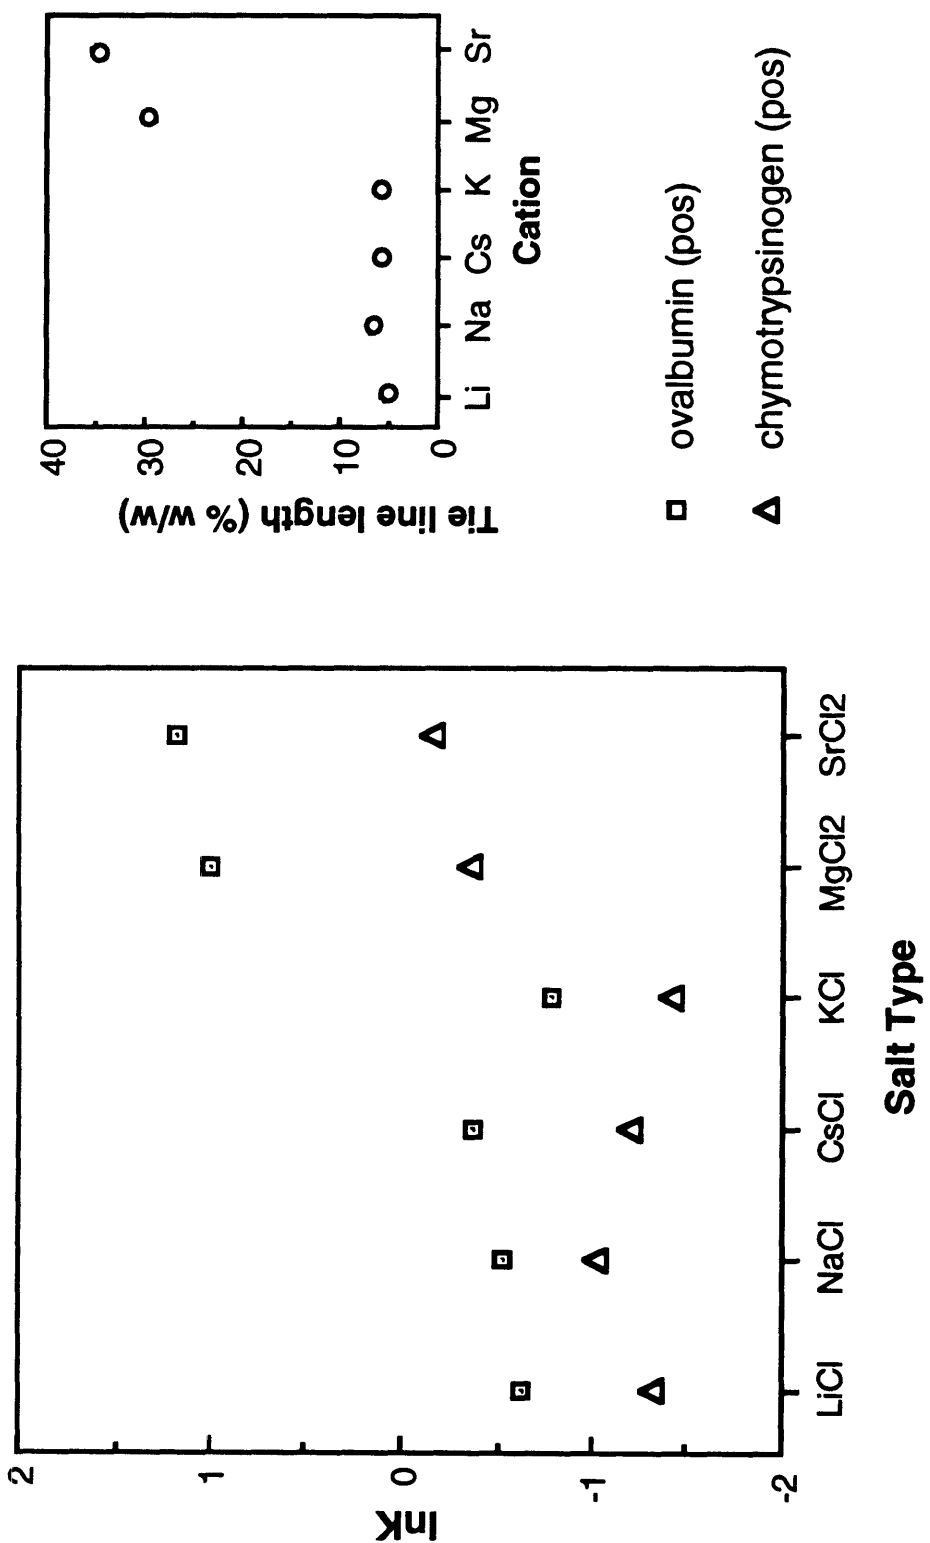 2
1
0
-1
-2
lnK
LiCl NaCl CsCl KCl MgCl2 SrCl2
Salt Type
40
30
20
10
0
Tie line length (% w/w)
Li Na Cs K Mg Sr
Cation
ovalbumin (pos)
chymotrypsinogen (pos)